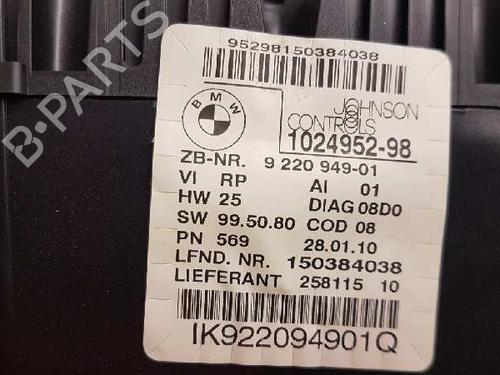 95298150384038
BMW
JOHNSON
CONTROLS
1024952-98
ZB-NR. 9 220 949-01
VI RP AI 01
HW 25 DIAG 08D0
SW 99.50.80 COD 08
PN 569 28.01.10
LFND. NR. 150384038
LIEFERANT 258115 10
IK922094901Q
B-PARTS